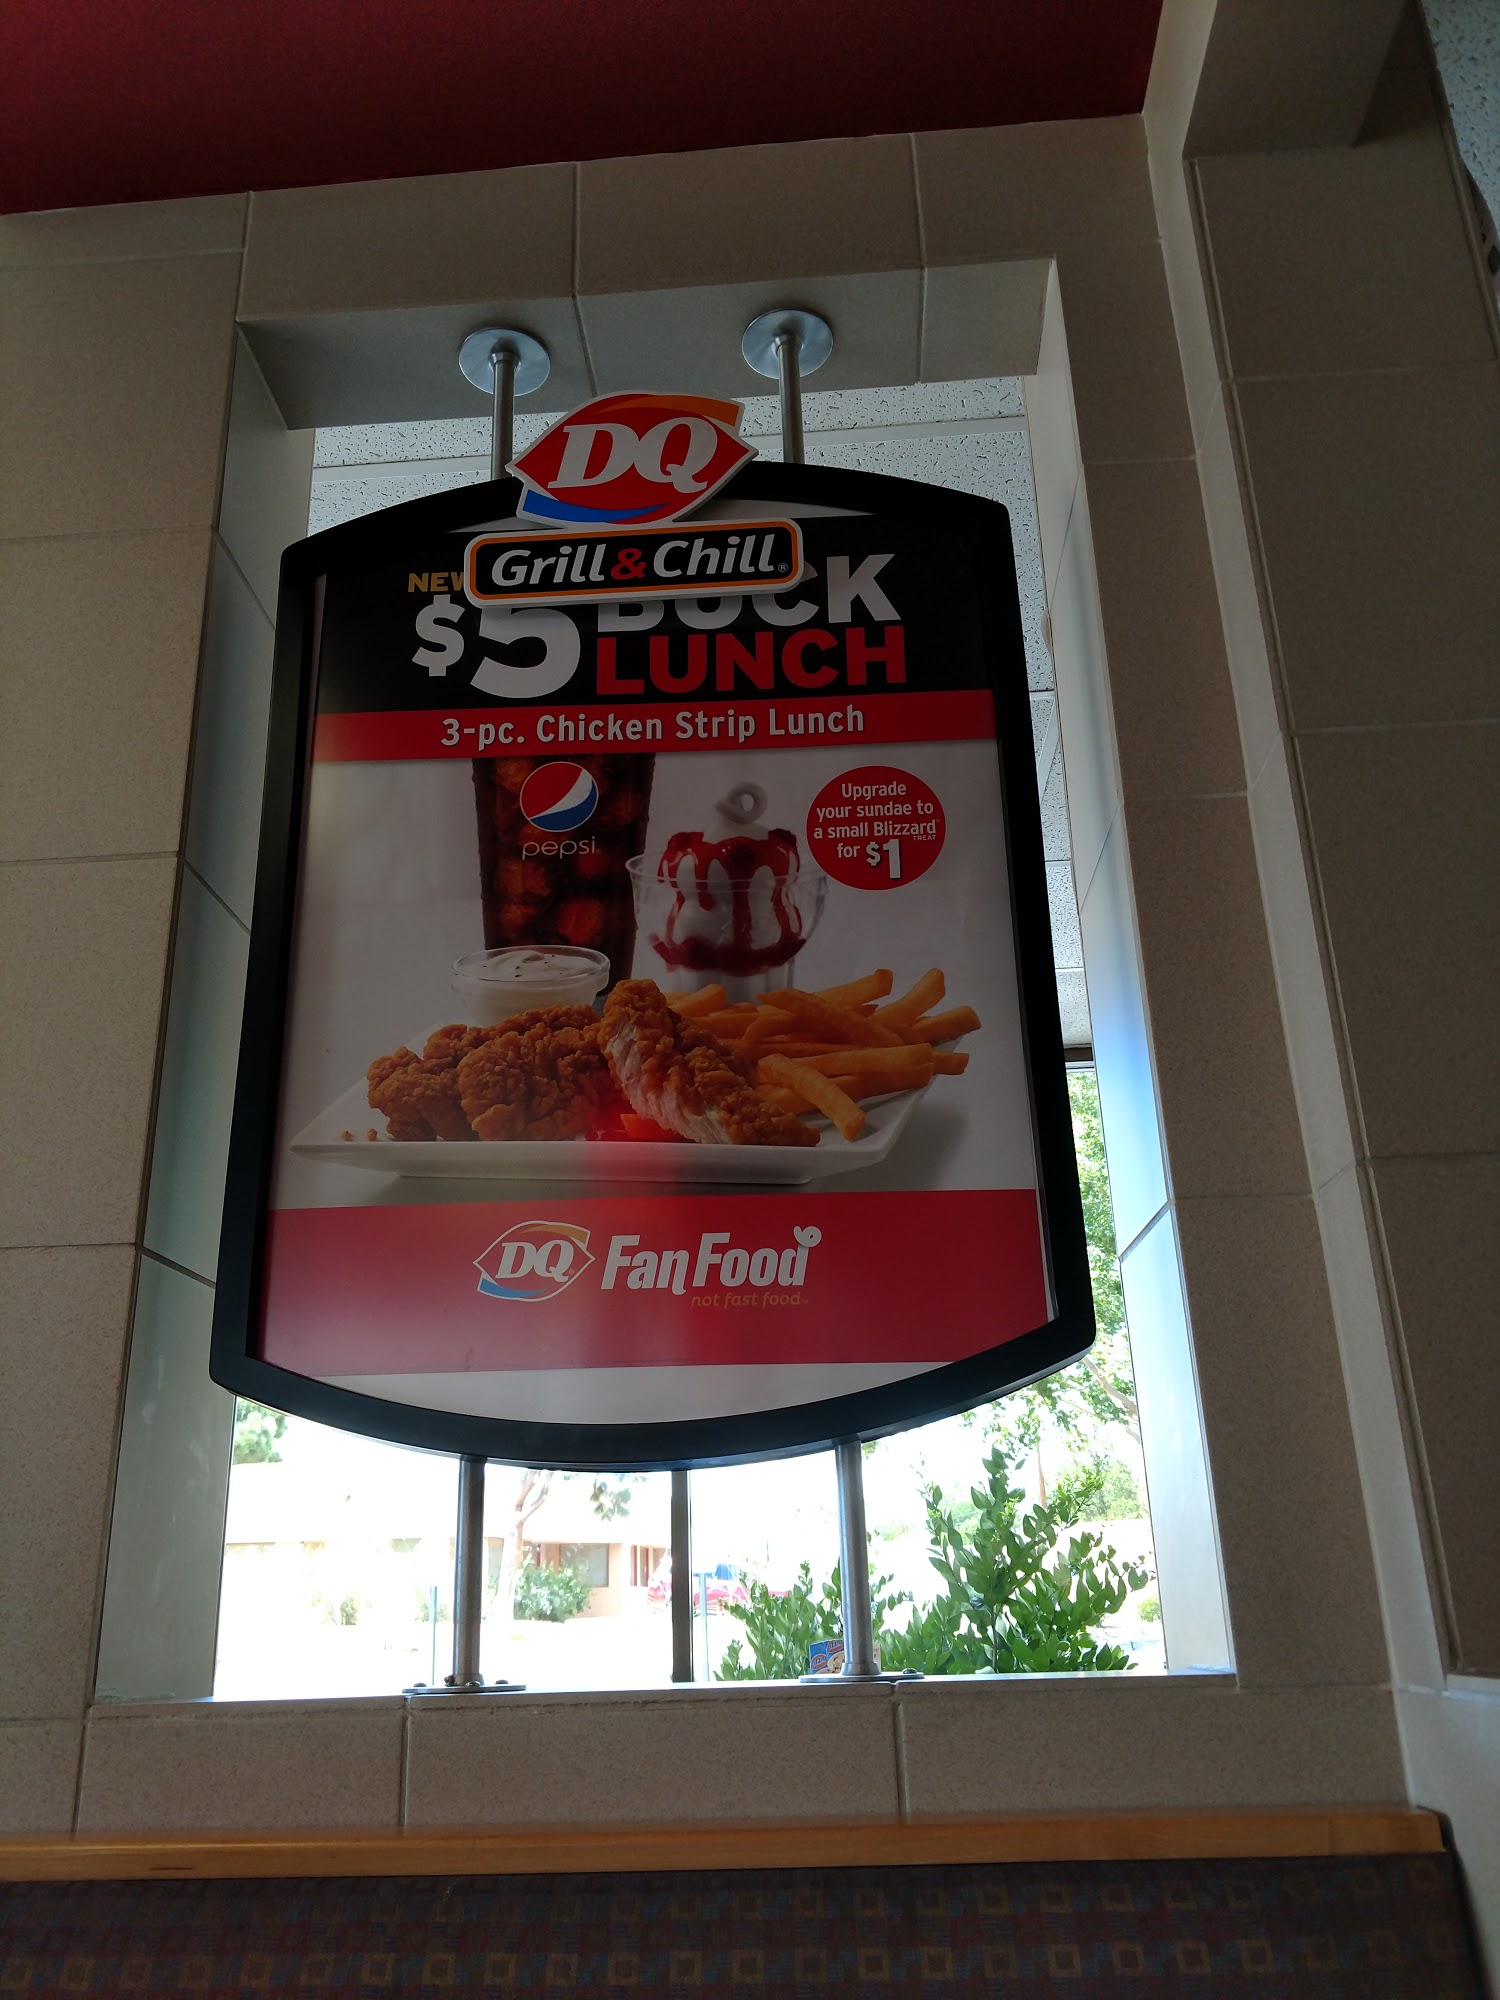 DQ
Grill & Chill®
NEW
$5 BUCK
LUNCH
3-pc. Chicken Strip Lunch
pepsi
Upgrade
your sundae to
a small Blizzard®
TREAT
for $1
DQ
Fan Food
not fast food™